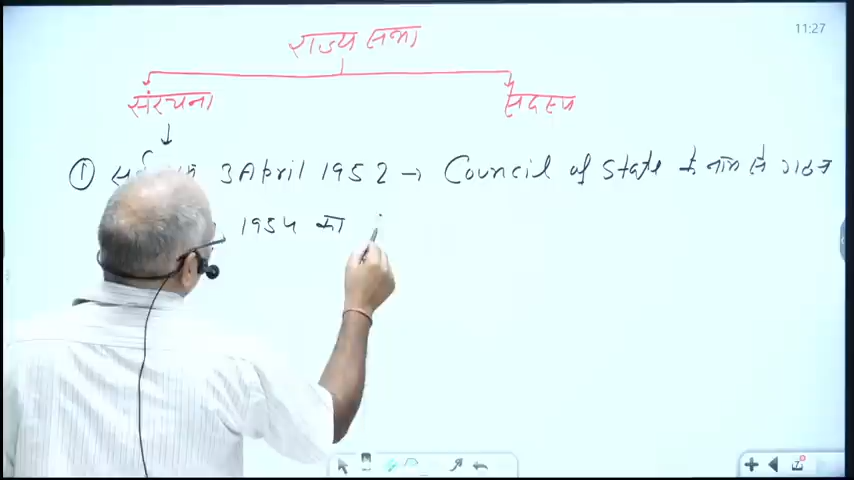 11:27
राज्य सभा
संरचना सदस्य
① 3 April 1952 → Council of State के नाम से गठन
1954 का